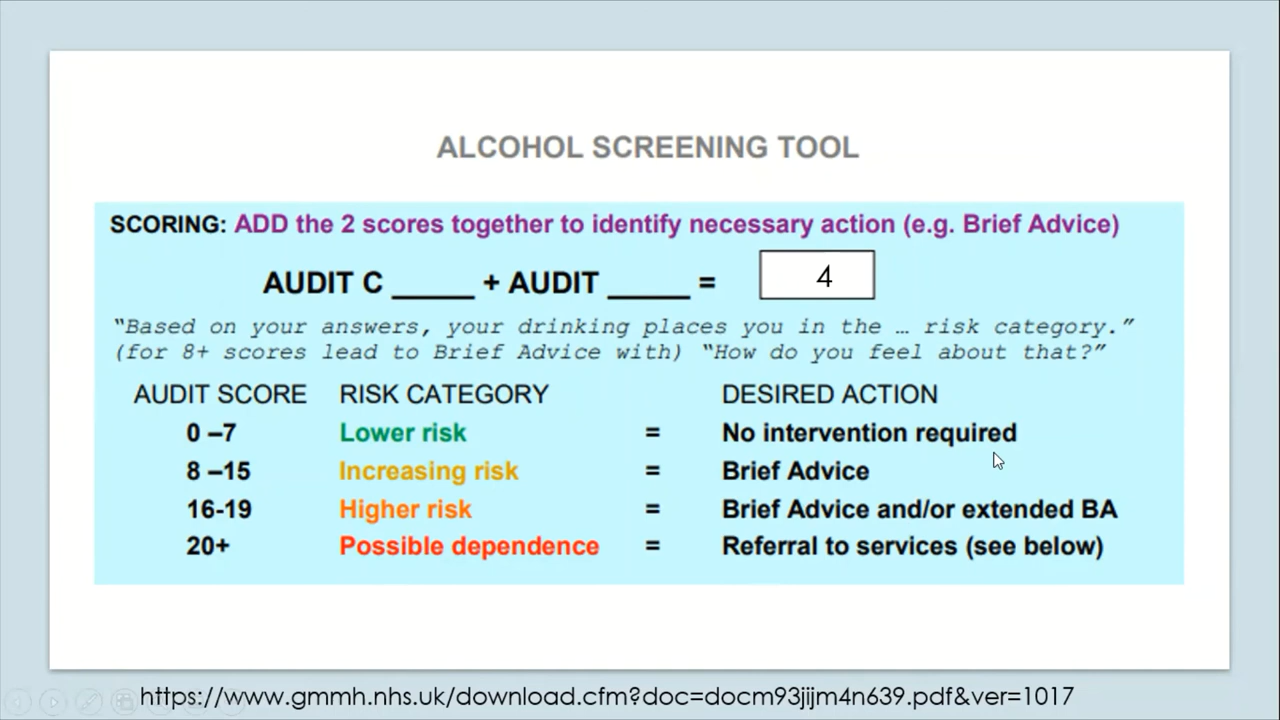 ALCOHOL SCREENING TOOL
SCORING: ADD the 2 scores together to identify necessary action (e.g. Brief Advice)
AUDIT C _____ + AUDIT _____ = 4
“Based on your answers, your drinking places you in the … risk category.”
(for 8+ scores lead to Brief Advice with) “How do you feel about that?”
AUDIT SCORE RISK CATEGORY DESIRED ACTION
0 –7 Lower risk = No intervention required
8 –15 Increasing risk = Brief Advice
16-19 Higher risk = Brief Advice and/or extended BA
20+ Possible dependence = Referral to services (see below)
https://www.gmmh.nhs.uk/download.cfm?doc=docm93jijm4n639.pdf&ver=1017